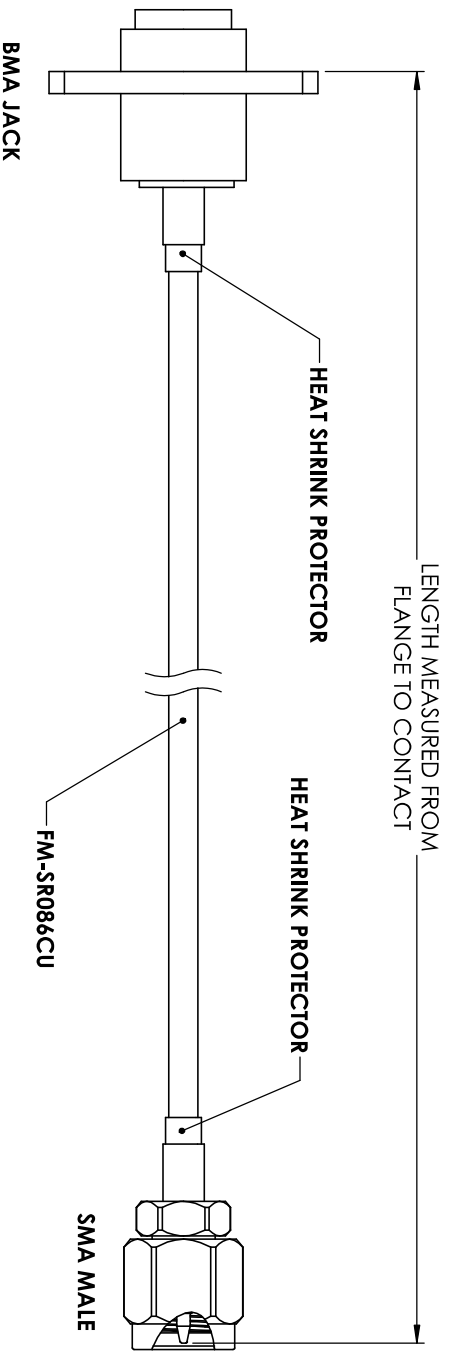 LENGTH MEASURED FROM
FLANGE TO CONTACT
HEAT SHRINK PROTECTOR
HEAT SHRINK PROTECTOR
FM-SR086CU
BMA JACK
SMA MALE